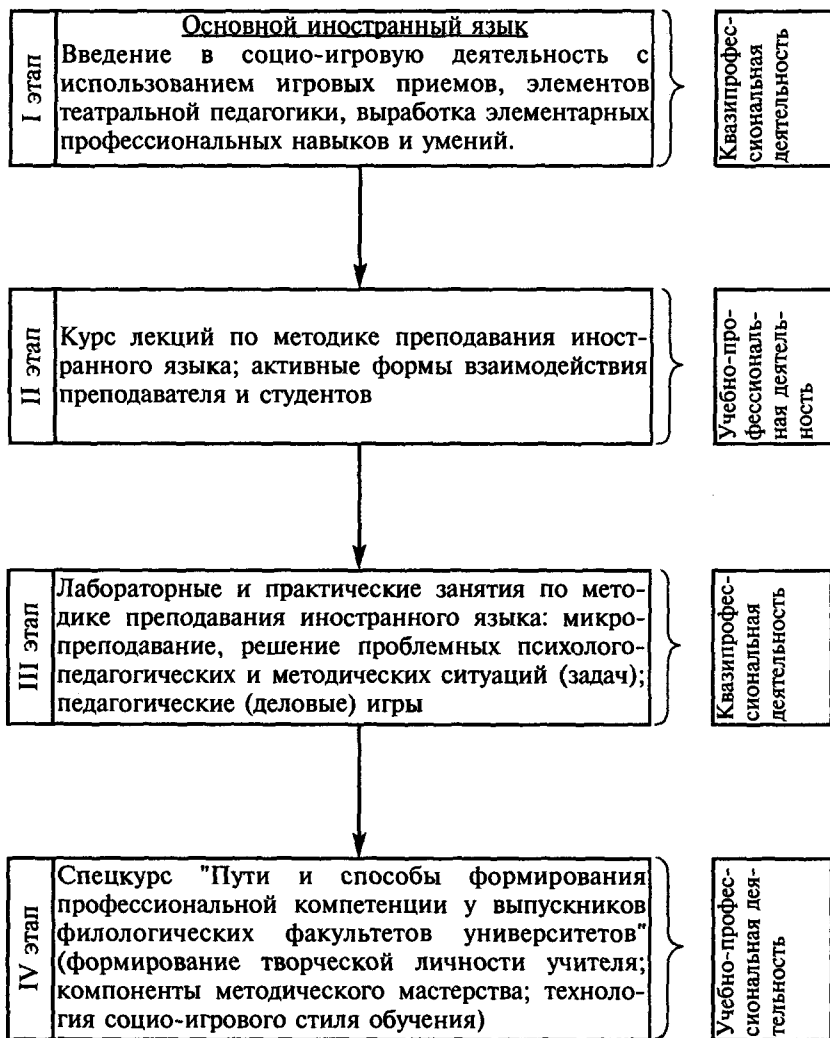 I этап
Основной иностранный язык
Введение в социо-игровую деятельность с
использованием игровых приемов, элементов
театральной педагогики, выработка элементарных
профессиональных навыков и умений.
Квазипрофес-
сиональная
деятельность
II этап
Курс лекций по методике преподавания иност-
ранного языка; активные формы взаимодействия
преподавателя и студентов
Учебно-про-
фессиональ-
ная деятель-
ность
III этап
Лабораторные и практические занятия по мето-
дике преподавания иностранного языка: микро-
преподавание, решение проблемных психолого-
педагогических и методических ситуаций (задач);
педагогические (деловые) игры
Квазипрофес-
сиональная
деятельность
IV этап
Спецкурс "Пути и способы формирования
профессиональной компетенции у выпускников
филологических факультетов университетов"
(формирование творческой личности учителя;
компоненты методического мастерства; техноло-
гия социо-игрового стиля обучения)
Учебно-профес-
сиональная дея-
тельность